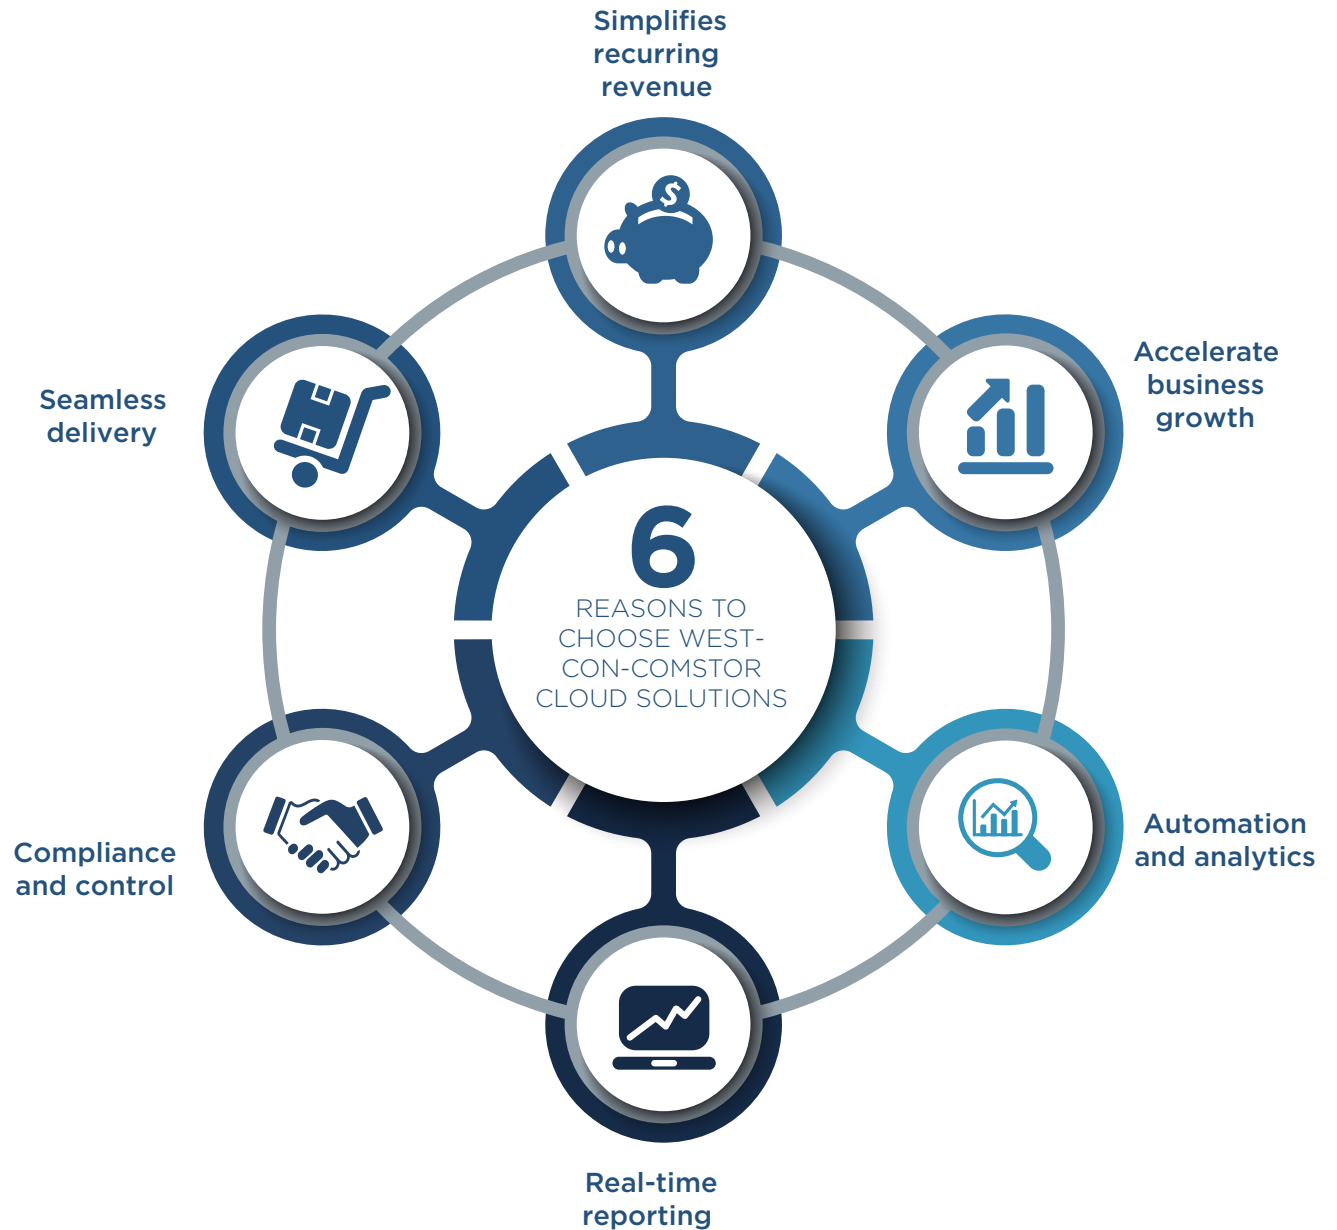 Simplifies
recurring
revenue
Accelerate
business
growth
Seamless
delivery
6
REASONS TO
CHOOSE WEST-
CON-COMSTOR
CLOUD SOLUTIONS
Automation
and analytics
Compliance
and control
Real-time
reporting